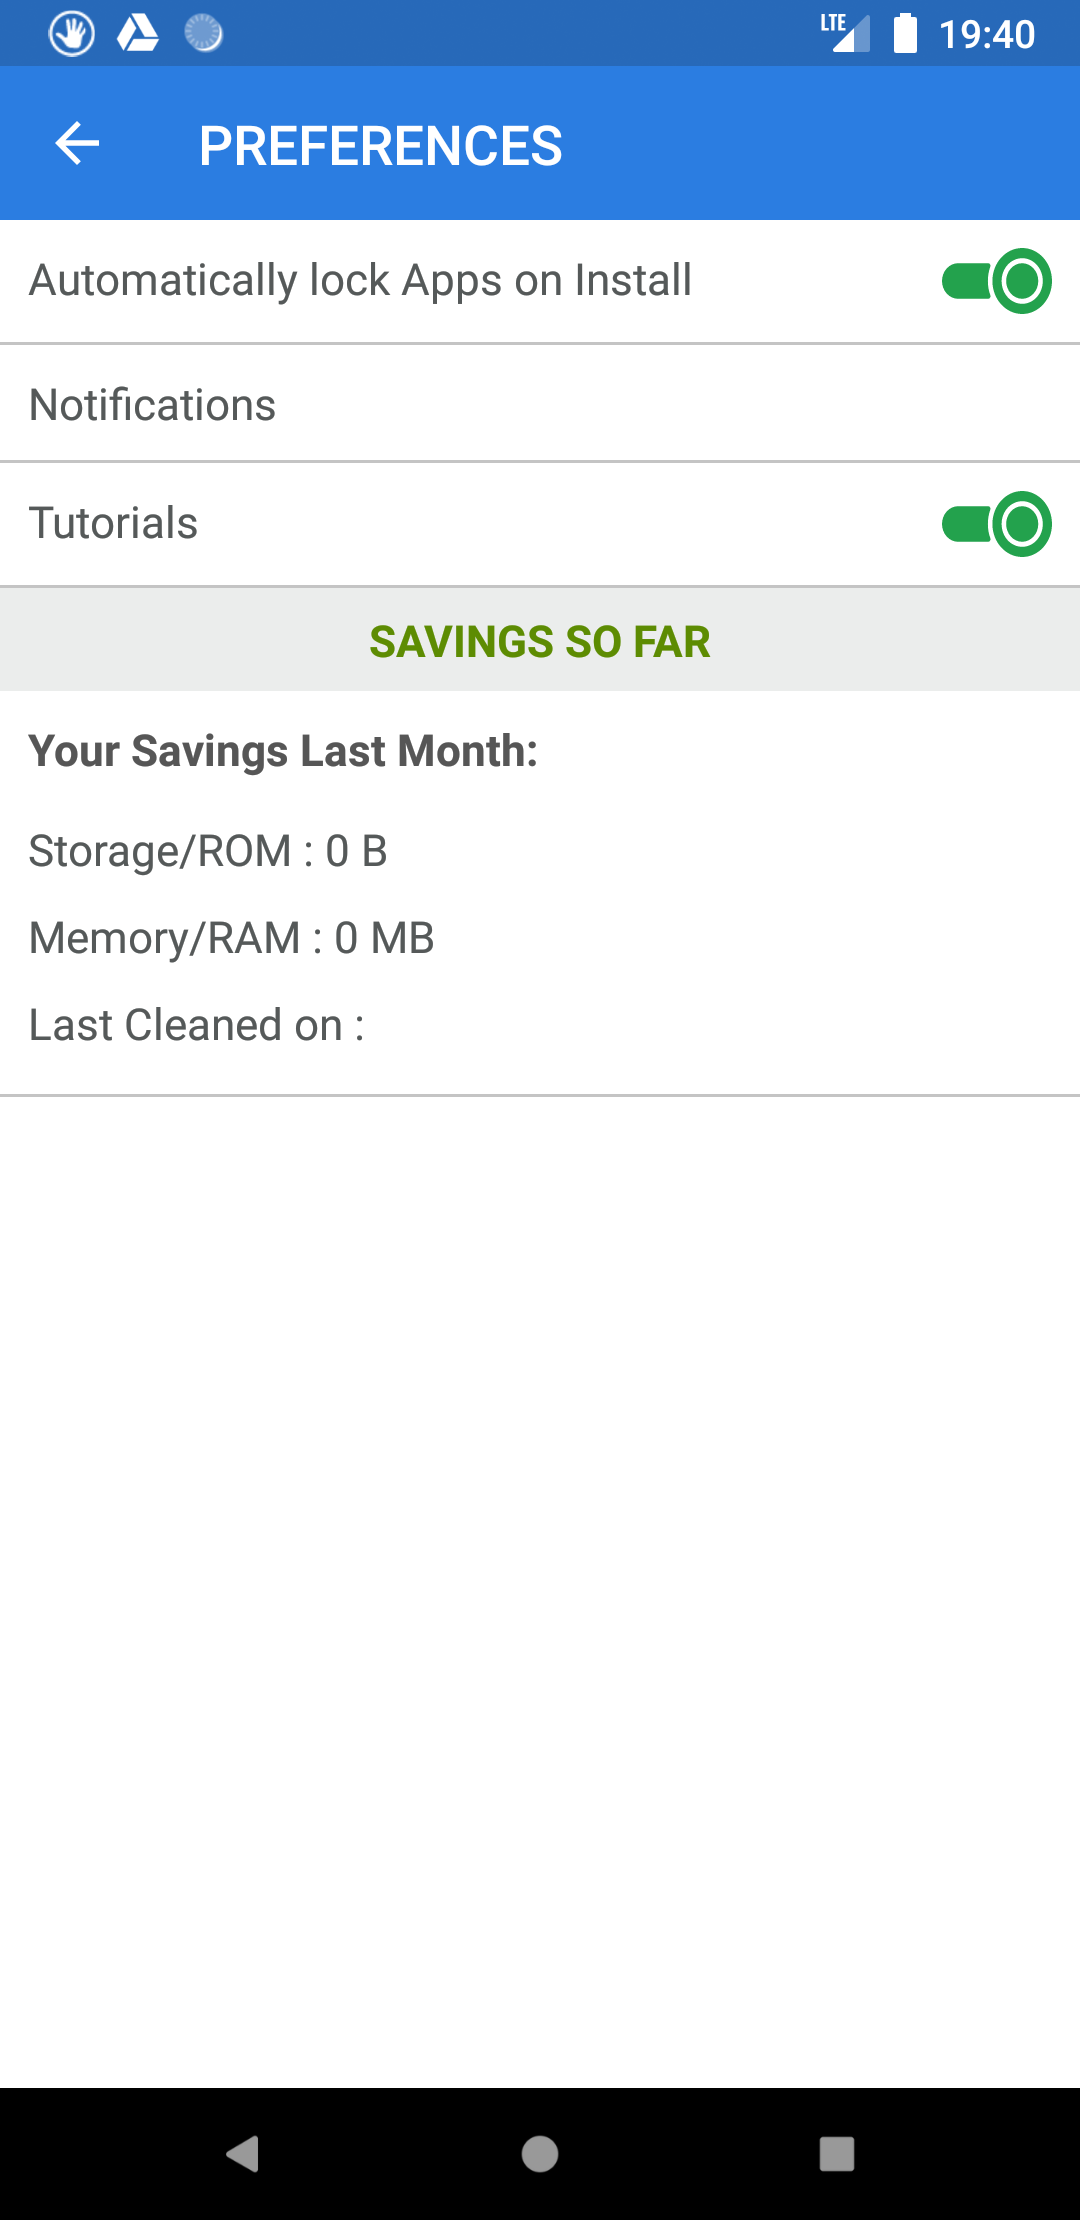 LTE 19:40
PREFERENCES
Automatically lock Apps on Install
Notifications
Tutorials
SAVINGS SO FAR
Your Savings Last Month:
Storage/ROM : 0 B
Memory/RAM : 0 MB
Last Cleaned on :